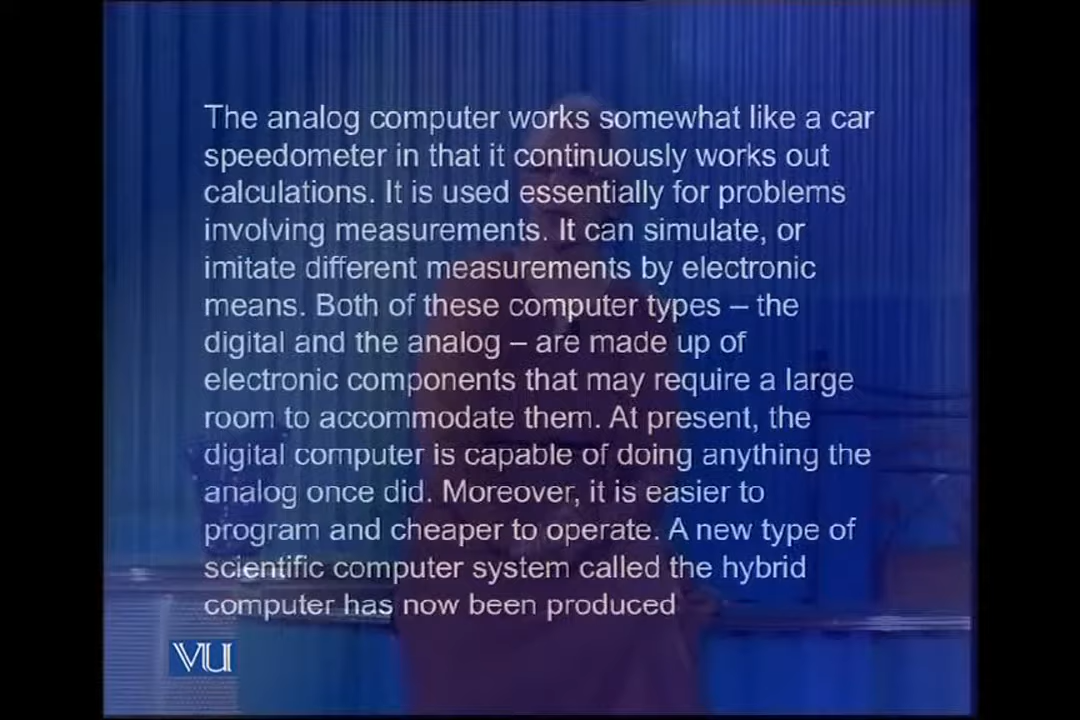 The analog computer works somewhat like a car
speedometer in that it continuously works out
calculations. It is used essentially for problems
involving measurements. It can simulate, or
imitate different measurements by electronic
means. Both of these computer types – the
digital and the analog – are made up of
electronic components that may require a large
room to accommodate them. At present, the
digital computer is capable of doing anything the
analog once did. Moreover, it is easier to
program and cheaper to operate. A new type of
scientific computer system called the hybrid
computer has now been produced
VU